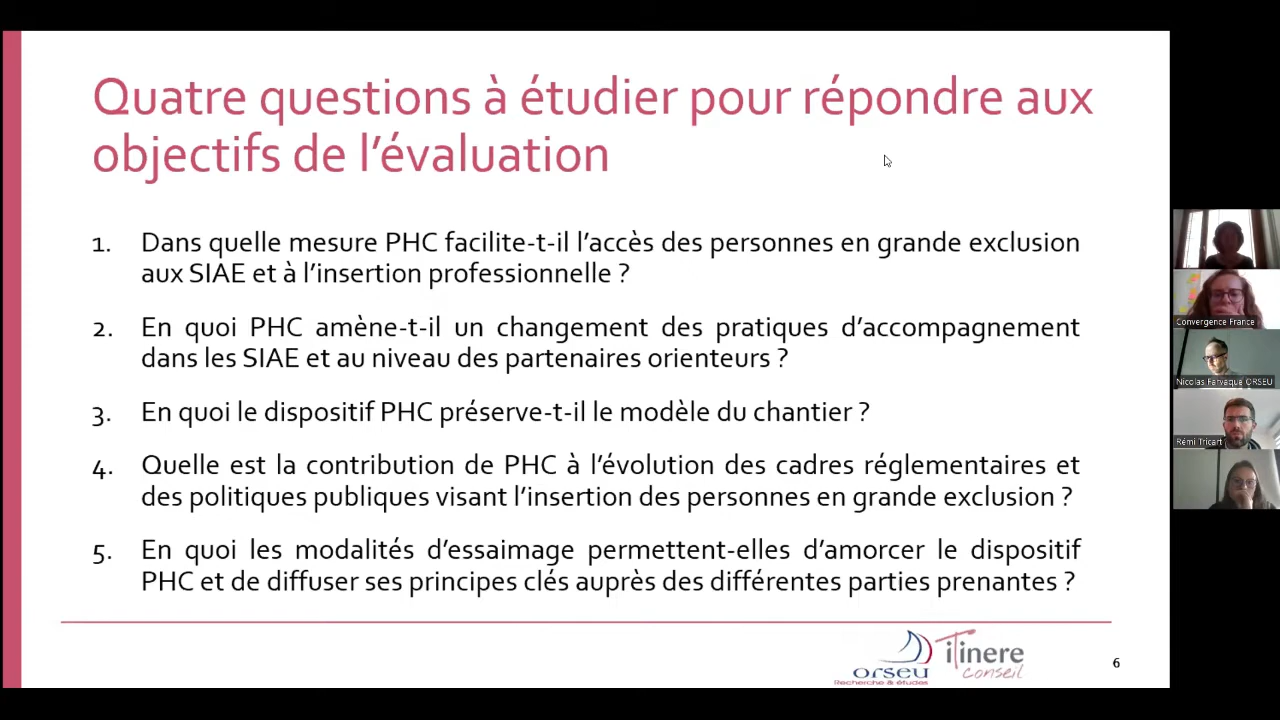 Quatre questions à étudier pour répondre aux
objectifs de l’évaluation
1. Dans quelle mesure PHC facilite-t-il l’accès des personnes en grande exclusion
aux SIAE et à l’insertion professionnelle ?
2. En quoi PHC amène-t-il un changement des pratiques d’accompagnement
dans les SIAE et au niveau des partenaires orienteurs ?
3. En quoi le dispositif PHC préserve-t-il le modèle du chantier ?
4. Quelle est la contribution de PHC à l’évolution des cadres réglementaires et
des politiques publiques visant l’insertion des personnes en grande exclusion ?
5. En quoi les modalités d’essaimage permettent-elles d’amorcer le dispositif
PHC et de diffuser ses principes clés auprès des différentes parties prenantes ?
orseu
Recherche & études
itinere
conseil
6
Convergence France
Nicolas Farvaque ORSEU
Rémi Tricart